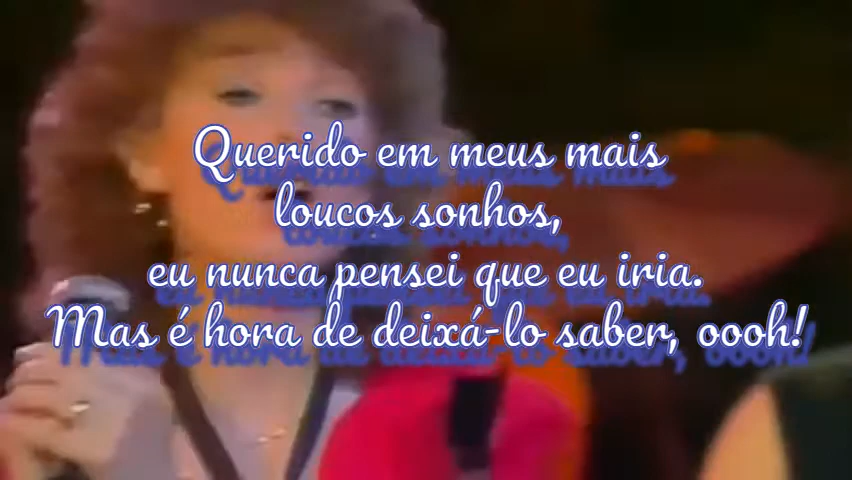 Querido em meus mais
loucos sonhos,
eu nunca pensei que eu iria.
Mas é hora de deixá-lo saber, oooh!